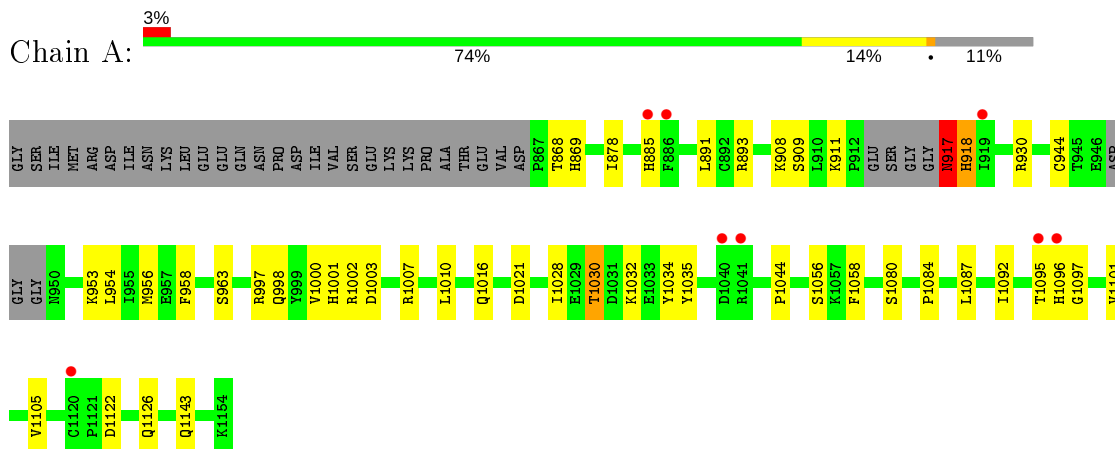 3%
Chain A:
74% 14% • 11%
GLY SER ILE MET ARG ASP ILE ASN LYS LEU GLU GLU GLN ASN PRO ASP ILE VAL SER GLU LYS LYS PRO ALA THR GLU VAL ASP P867 T868 H869 I878 H885 F886 L891 C892 R893 K908 S909 L910 K911 P912 GLU SER GLY GLY N917 H918 I919 R930 C944 T945 E946 ASP
GLY GLY N950 K953 L954 I955 M956 E957 F958 S963 R997 Q998 Y999 V1000 H1001 R1002 D1003 R1007 L1010 Q1016 D1021 I1028 E1029 T1030 D1031 K1032 E1033 Y1034 Y1035 D1040 R1041 P1044 S1056 K1057 F1058 S1080 P1084 L1087 I1092 T1095 H1096 G1097 V1101
V1105 C1120 P1121 D1122 Q1126 Q1143 K1154